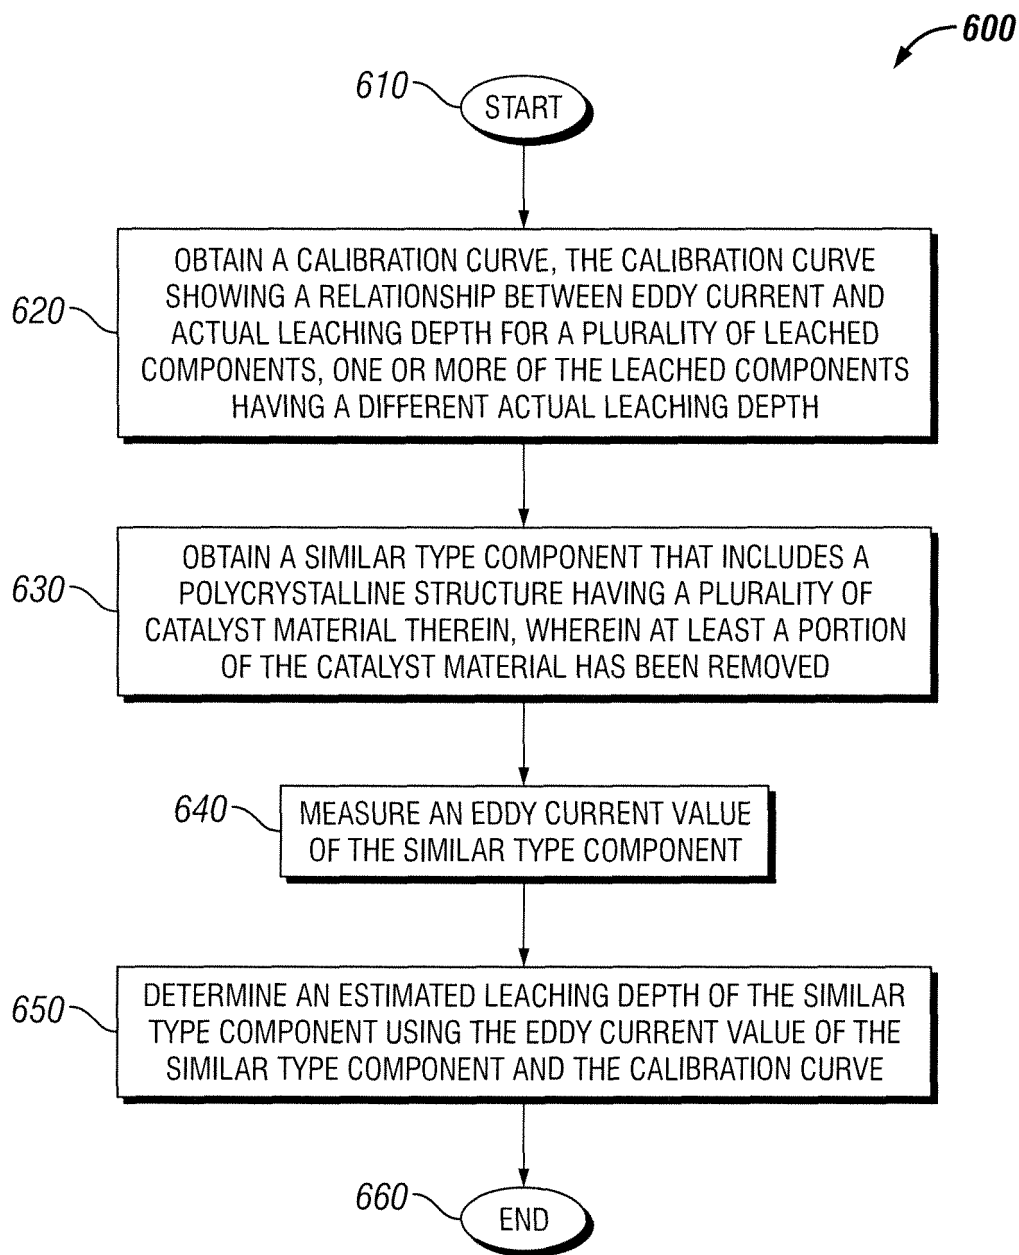 600
610
START
620
OBTAIN A CALIBRATION CURVE, THE CALIBRATION CURVE
SHOWING A RELATIONSHIP BETWEEN EDDY CURRENT AND
ACTUAL LEACHING DEPTH FOR A PLURALITY OF LEACHED
COMPONENTS, ONE OR MORE OF THE LEACHED COMPONENTS
HAVING A DIFFERENT ACTUAL LEACHING DEPTH
630
OBTAIN A SIMILAR TYPE COMPONENT THAT INCLUDES A
POLYCRYSTALLINE STRUCTURE HAVING A PLURALITY OF
CATALYST MATERIAL THEREIN, WHEREIN AT LEAST A PORTION
OF THE CATALYST MATERIAL HAS BEEN REMOVED
640
MEASURE AN EDDY CURRENT VALUE
OF THE SIMILAR TYPE COMPONENT
650
DETERMINE AN ESTIMATED LEACHING DEPTH OF THE SIMILAR
TYPE COMPONENT USING THE EDDY CURRENT VALUE OF THE
SIMILAR TYPE COMPONENT AND THE CALIBRATION CURVE
660
END